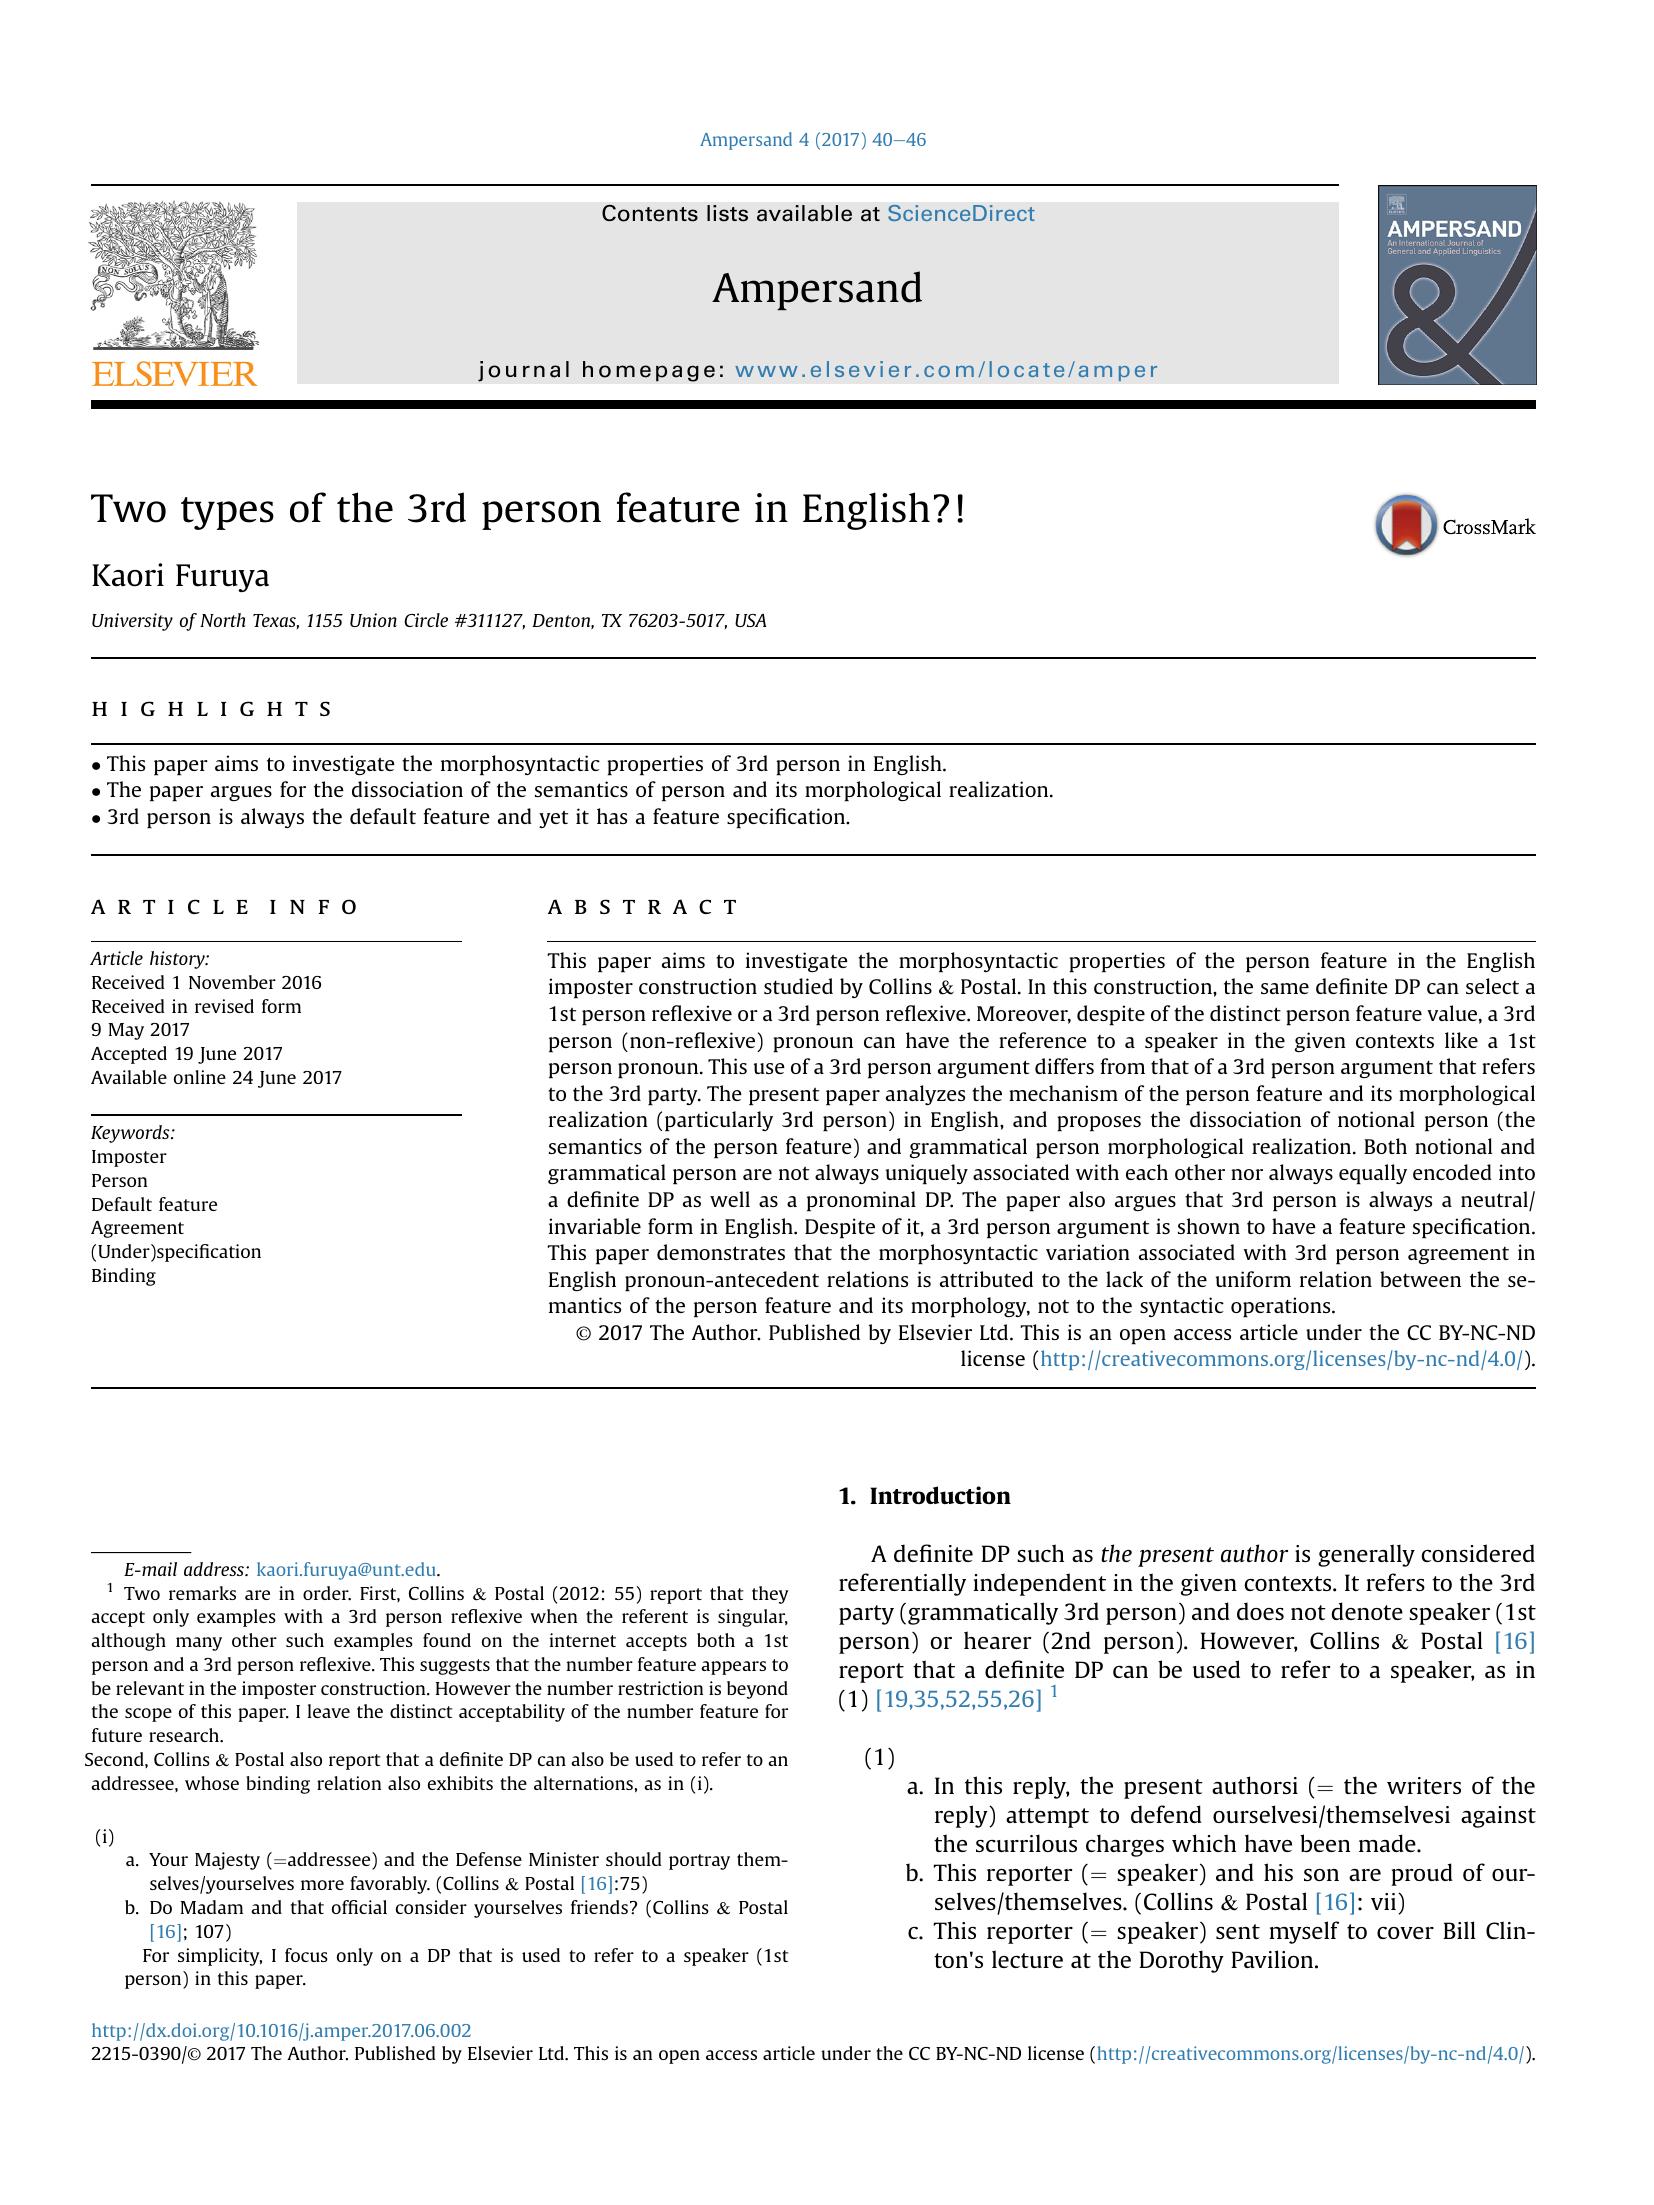 Ampersand 4 (2017) 40–46
NON SOLUS
ELSEVIER
Contents lists available at ScienceDirect
Ampersand
journal homepage: www.elsevier.com/locate/amper
AMPERSAND
An International Journal of
General and Applied Linguistics
&
Two types of the 3rd person feature in English?!
CrossMark
Kaori Furuya
University of North Texas, 1155 Union Circle #311127, Denton, TX 76203-5017, USA
HIGHLIGHTS
• This paper aims to investigate the morphosyntactic properties of 3rd person in English.
• The paper argues for the dissociation of the semantics of person and its morphological realization.
• 3rd person is always the default feature and yet it has a feature specification.
ARTICLE INFO
Article history:
Received 1 November 2016
Received in revised form
9 May 2017
Accepted 19 June 2017
Available online 24 June 2017
Keywords:
Imposter
Person
Default feature
Agreement
(Under)specification
Binding
ABSTRACT
This paper aims to investigate the morphosyntactic properties of the person feature in the English
imposter construction studied by Collins & Postal. In this construction, the same definite DP can select a
1st person reflexive or a 3rd person reflexive. Moreover, despite of the distinct person feature value, a 3rd
person (non-reflexive) pronoun can have the reference to a speaker in the given contexts like a 1st
person pronoun. This use of a 3rd person argument differs from that of a 3rd person argument that refers
to the 3rd party. The present paper analyzes the mechanism of the person feature and its morphological
realization (particularly 3rd person) in English, and proposes the dissociation of notional person (the
semantics of the person feature) and grammatical person morphological realization. Both notional and
grammatical person are not always uniquely associated with each other nor always equally encoded into
a definite DP as well as a pronominal DP. The paper also argues that 3rd person is always a neutral/
invariable form in English. Despite of it, a 3rd person argument is shown to have a feature specification.
This paper demonstrates that the morphosyntactic variation associated with 3rd person agreement in
English pronoun-antecedent relations is attributed to the lack of the uniform relation between the se-
mantics of the person feature and its morphology, not to the syntactic operations.
© 2017 The Author. Published by Elsevier Ltd. This is an open access article under the CC BY-NC-ND
license (http://creativecommons.org/licenses/by-nc-nd/4.0/).
E-mail address: kaori.furuya@unt.edu.
1 Two remarks are in order. First, Collins & Postal (2012: 55) report that they
accept only examples with a 3rd person reflexive when the referent is singular,
although many other such examples found on the internet accepts both a 1st
person and a 3rd person reflexive. This suggests that the number feature appears to
be relevant in the imposter construction. However the number restriction is beyond
the scope of this paper. I leave the distinct acceptability of the number feature for
future research.
Second, Collins & Postal also report that a definite DP can also be used to refer to an
addressee, whose binding relation also exhibits the alternations, as in (i).
(i)
a. Your Majesty (=addressee) and the Defense Minister should portray them-
selves/yourselves more favorably. (Collins & Postal [16]:75)
b. Do Madam and that official consider yourselves friends? (Collins & Postal
[16]; 107)
For simplicity, I focus only on a DP that is used to refer to a speaker (1st
person) in this paper.
1. Introduction
A definite DP such as the present author is generally considered
referentially independent in the given contexts. It refers to the 3rd
party (grammatically 3rd person) and does not denote speaker (1st
person) or hearer (2nd person). However, Collins & Postal [16]
report that a definite DP can be used to refer to a speaker, as in
(1) [19,35,52,55,26] 1
(1)
a. In this reply, the present authorsi (= the writers of the
reply) attempt to defend ourselvesi/themselvesi against
the scurrilous charges which have been made.
b. This reporter (= speaker) and his son are proud of our-
selves/themselves. (Collins & Postal [16]: vii)
c. This reporter (= speaker) sent myself to cover Bill Clin-
ton's lecture at the Dorothy Pavilion.
http://dx.doi.org/10.1016/j.amper.2017.06.002
2215-0390/© 2017 The Author. Published by Elsevier Ltd. This is an open access article under the CC BY-NC-ND license (http://creativecommons.org/licenses/by-nc-nd/4.0/).